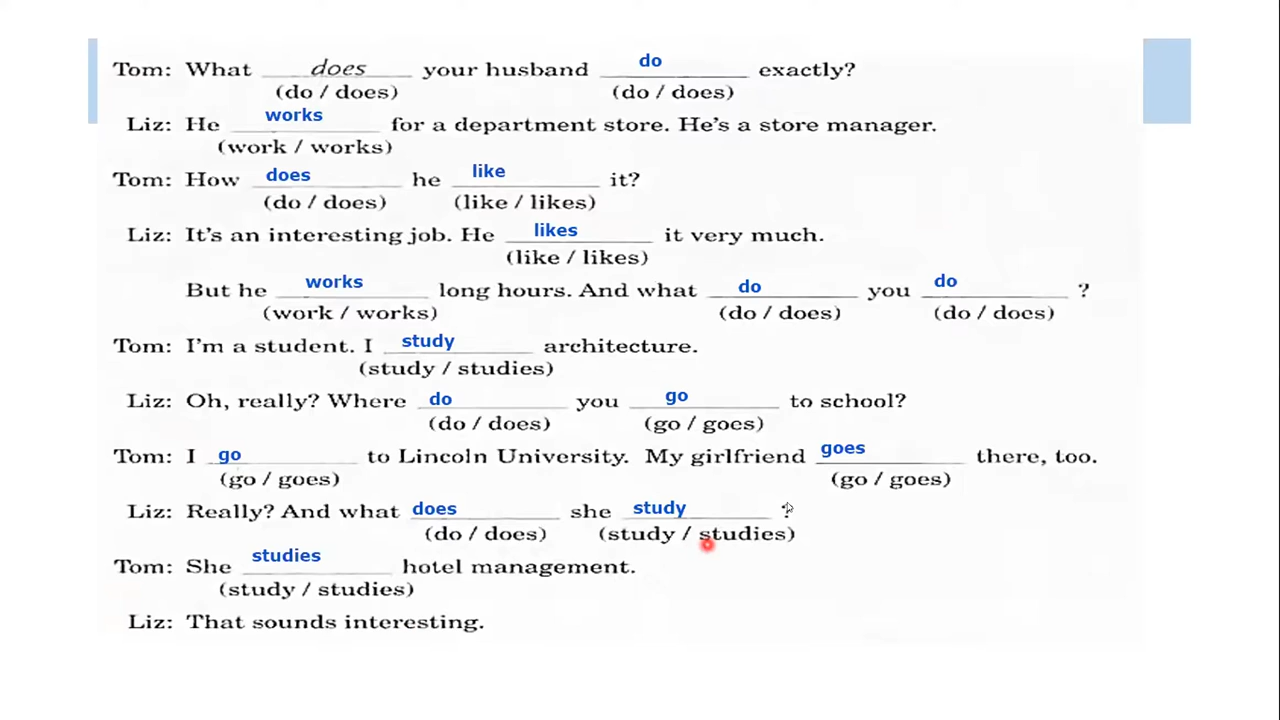 Tom: What does your husband do exactly?
(do / does) (do / does)
Liz: He works for a department store. He's a store manager.
(work / works)
Tom: How does he like it?
(do / does) (like / likes)
Liz: It's an interesting job. He likes it very much.
(like / likes)
But he works long hours. And what do you do ?
(work / works) (do / does) (do / does)
Tom: I'm a student. I study architecture.
(study / studies)
Liz: Oh, really? Where do you go to school?
(do / does) (go / goes)
Tom: I go to Lincoln University. My girlfriend goes there, too.
(go / goes) (go / goes)
Liz: Really? And what does she study ?
(do / does) (study / studies)
Tom: She studies hotel management.
(study / studies)
Liz: That sounds interesting.